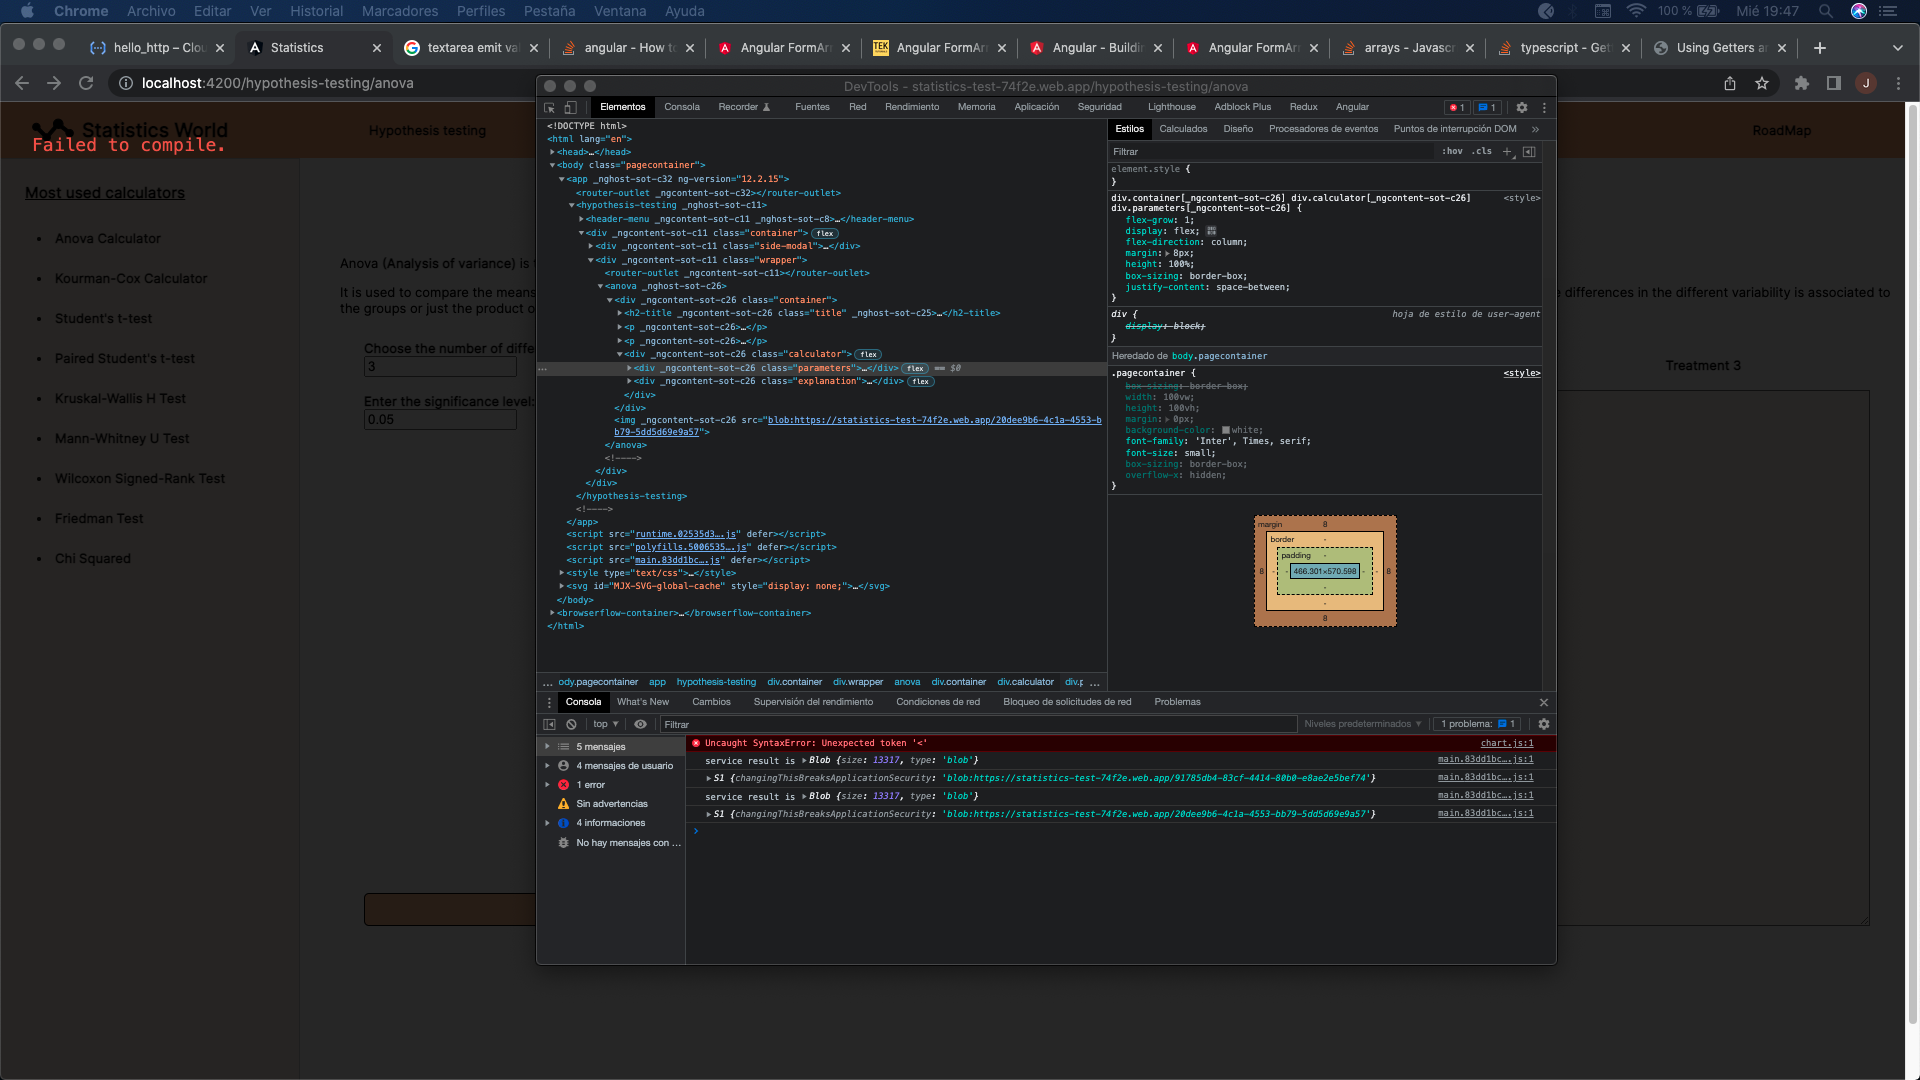 Chrome Archivo Editar Ver Historial Marcadores Perfiles Pestaña Ventana Ayuda 100 % Mié 19:47
hello_http – Clou Statistics textarea emit val angular - How to Angular FormArr Angular FormArr Angular - Buildin Angular FormArr arrays - Javascr typescript - Get Using Getters an
localhost:4200/hypothesis-testing/anova J
Statistics World Hypothesis testing RoadMap
Failed to compile.
Most used calculators
• Anova Calculator
• Kourman-Cox Calculator
• Student's t-test
• Paired Student's t-test
• Kruskal-Wallis H Test
• Mann-Whitney U Test
• Wilcoxon Signed-Rank Test
• Friedman Test
• Chi Squared
Anova (Analysis of variance) is
It is used to compare the means
the groups or just the product o
differences in the different variability is associated to
Choose the number of diffe
3
Enter the significance level:
0.05
Treatment 3
DevTools - statistics-test-74f2e.web.app/hypothesis-testing/anova
Elementos Consola Recorder Fuentes Red Rendimiento Memoria Aplicación Seguridad Lighthouse Adblock Plus Redux Angular 1 1
<!DOCTYPE html>
<html lang="en">
<head>…</head>
<body class="pagecontainer">
<app _nghost-sot-c32 ng-version="12.2.15">
<router-outlet _ngcontent-sot-c32></router-outlet>
<hypothesis-testing _nghost-sot-c11>
<header-menu _ngcontent-sot-c11 _nghost-sot-c8>…</header-menu>
<div _ngcontent-sot-c11 class="container"> flex
<div _ngcontent-sot-c11 class="side-modal">…</div>
<div _ngcontent-sot-c11 class="wrapper">
<router-outlet _ngcontent-sot-c11></router-outlet>
<anova _nghost-sot-c26>
<div _ngcontent-sot-c26 class="container">
<h2-title _ngcontent-sot-c26 class="title" _nghost-sot-c25>…</h2-title>
<p _ngcontent-sot-c26>…</p>
<p _ngcontent-sot-c26>…</p>
<div _ngcontent-sot-c26 class="calculator"> flex
… <div _ngcontent-sot-c26 class="parameters">…</div> flex == $0
<div _ngcontent-sot-c26 class="explanation">…</div> flex
</div>
</div>
<img _ngcontent-sot-c26 src="blob:https://statistics-test-74f2e.web.app/20dee9b6-4c1a-4553-b
b79-5dd5d69e9a57">
</anova>
<!---->
</div>
</div>
</hypothesis-testing>
<!---->
</app>
<script src="runtime.02535d3….js" defer></script>
<script src="polyfills.5006535….js" defer></script>
<script src="main.83dd1bc….js" defer></script>
<style type="text/css">…</style>
<svg id="MJX-SVG-global-cache" style="display: none;">…</svg>
</body>
<browserflow-container>…</browserflow-container>
</html>
… ody.pagecontainer app hypothesis-testing div.container div.wrapper anova div.container div.calculator div.p …
Estilos Calculados Diseño Procesadores de eventos Puntos de interrupción DOM »
Filtrar :hov .cls +
element.style {
}
div.container[_ngcontent-sot-c26] div.calculator[_ngcontent-sot-c26] <style>
div.parameters[_ngcontent-sot-c26] {
flex-grow: 1;
display: flex;
flex-direction: column;
margin: 8px;
height: 100%;
box-sizing: border-box;
justify-content: space-between;
}
div { hoja de estilo de user-agent
display: block;
}
Heredado de body.pagecontainer
.pagecontainer { <style>
box-sizing: border-box;
width: 100vw;
height: 100vh;
margin: 0px;
background-color: white;
font-family: 'Inter', Times, serif;
font-size: small;
box-sizing: border-box;
overflow-x: hidden;
}
margin 8
border -
padding -
8 - - 466.301×570.598 - - 8
-
-
8
Consola What's New Cambios Supervisión del rendimiento Condiciones de red Bloqueo de solicitudes de red Problemas
top Filtrar Niveles predeterminados 1 problema: 1
5 mensajes
4 mensajes de usuario
1 error
Sin advertencias
4 informaciones
No hay mensajes con …
Uncaught SyntaxError: Unexpected token '<' chart.js:1
service result is Blob {size: 13317, type: 'blob'} main.83dd1bc….js:1
S1 {changingThisBreaksApplicationSecurity: 'blob:https://statistics-test-74f2e.web.app/91785db4-83cf-4414-80b0-e8ae2e5bef74'} main.83dd1bc….js:1
service result is Blob {size: 13317, type: 'blob'} main.83dd1bc….js:1
S1 {changingThisBreaksApplicationSecurity: 'blob:https://statistics-test-74f2e.web.app/20dee9b6-4c1a-4553-bb79-5dd5d69e9a57'} main.83dd1bc….js:1